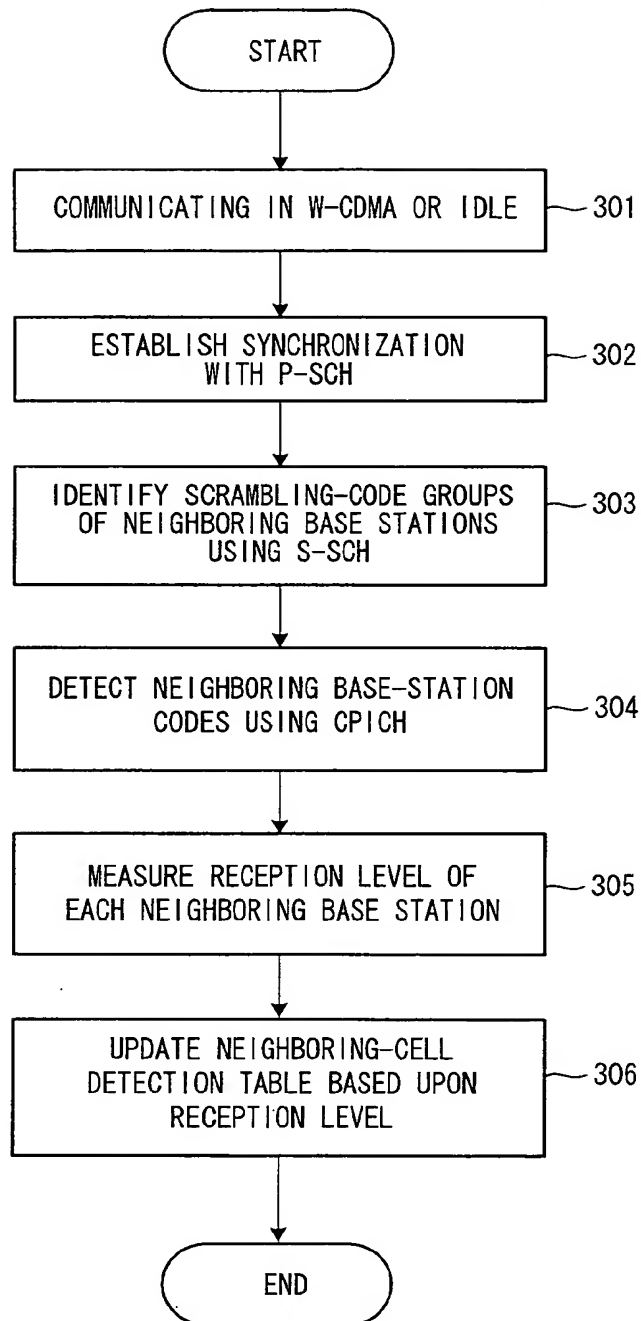 START
COMMUNICATING IN W-CDMA OR IDLE
301
ESTABLISH SYNCHRONIZATION
WITH P-SCH
302
IDENTIFY SCRAMBLING-CODE GROUPS
OF NEIGHBORING BASE STATIONS
USING S-SCH
303
DETECT NEIGHBORING BASE-STATION
CODES USING CPICH
304
MEASURE RECEPTION LEVEL OF
EACH NEIGHBORING BASE STATION
305
UPDATE NEIGHBORING-CELL
DETECTION TABLE BASED UPON
RECEPTION LEVEL
306
END